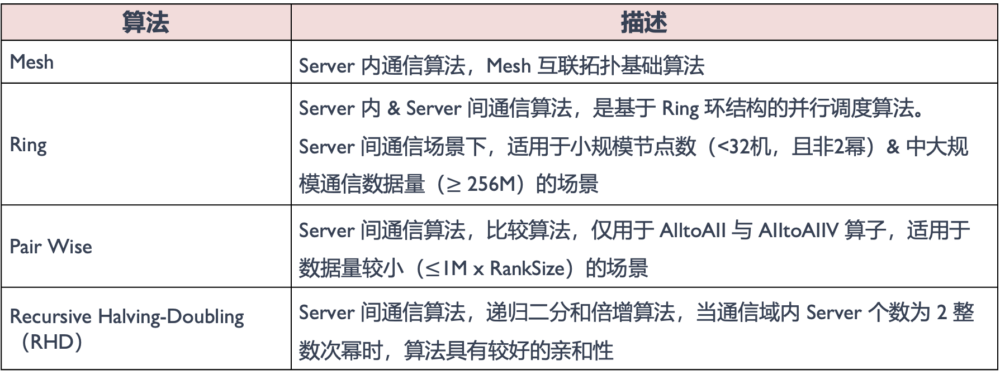 算法
描述
Mesh
Server 内通信算法，Mesh 互联拓扑基础算法
Ring
Server 内 & Server 间通信算法，是基于 Ring 环结构的并行调度算法。
Server 间通信场景下，适用于小规模节点数（<32机，且非2幂）& 中大规
模通信数据量（≥ 256M）的场景
Pair Wise
Server 间通信算法，比较算法，仅用于 AlltoAll 与 AlltoAllV 算子，适用于
数据量较小（≤1M x RankSize）的场景
Recursive Halving-Doubling
（RHD）
Server 间通信算法，递归二分和倍增算法，当通信域内 Server 个数为 2 整
数次幂时，算法具有较好的亲和性